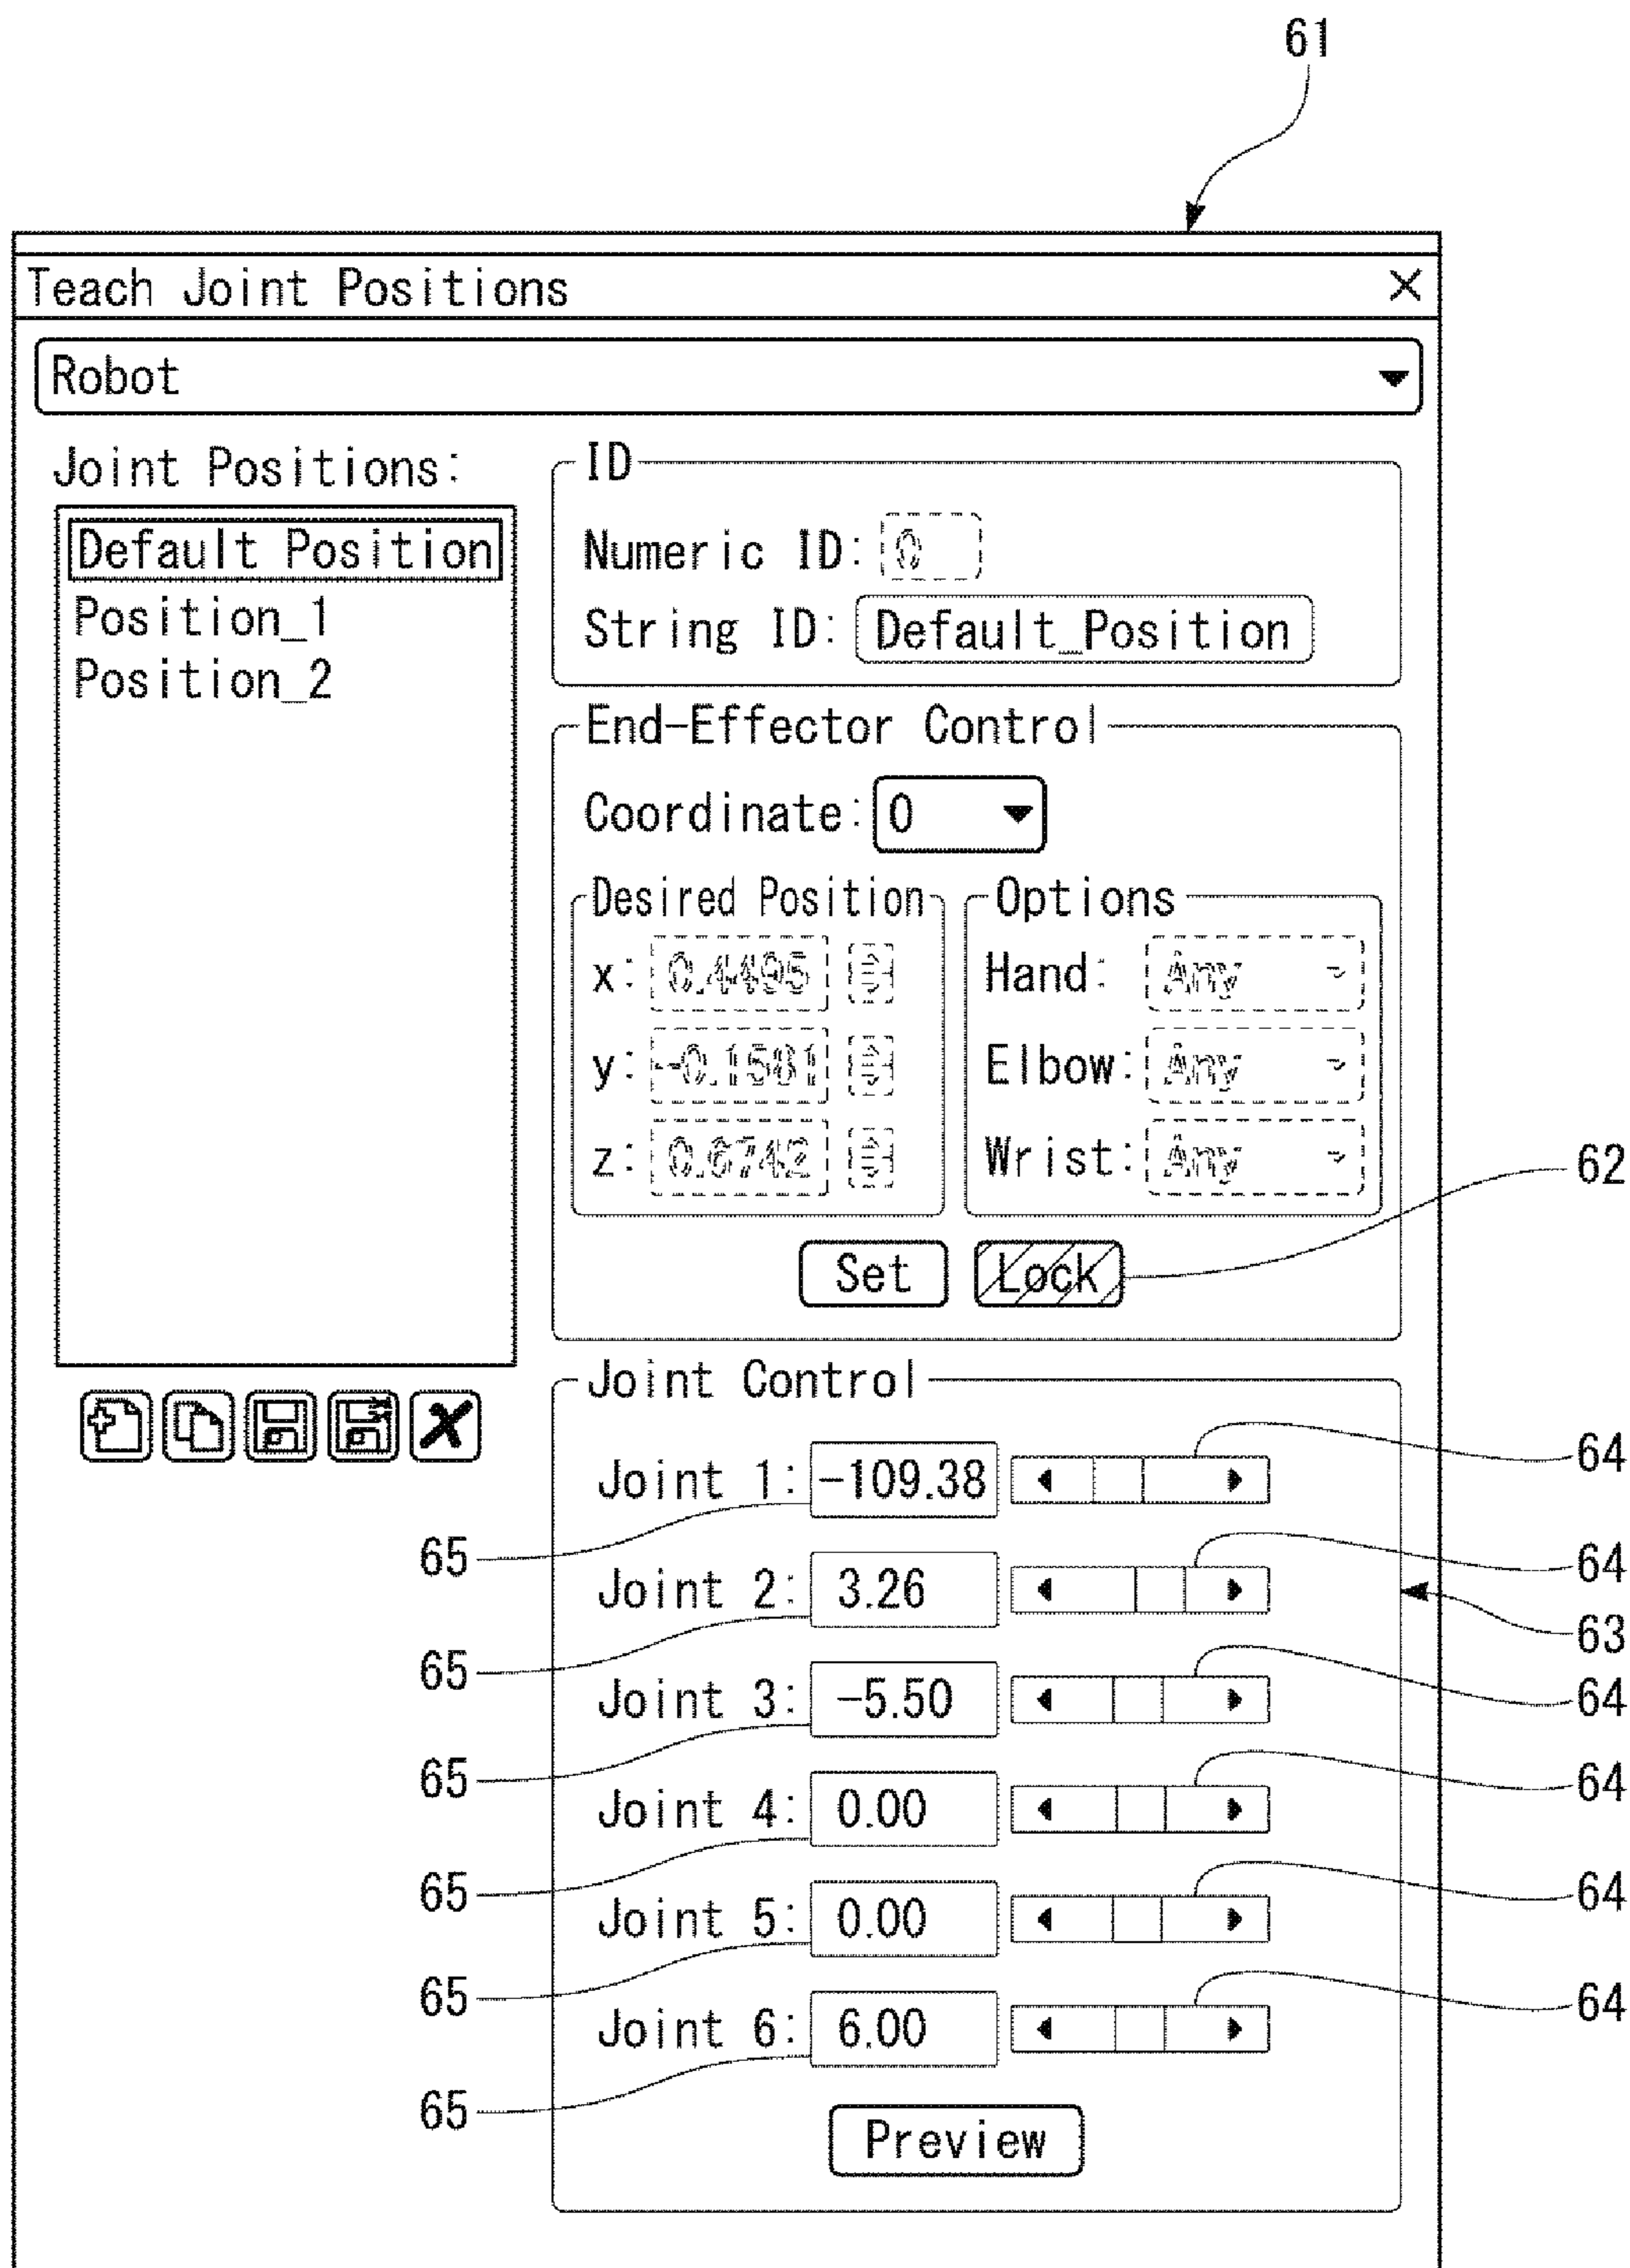 61
Teach Joint Positions
Robot
Joint Positions:
Default Position
Position_1
Position_2
ID
Numeric ID: 0
String ID: Default_Position
End-Effector Control
Coordinate: 0
Desired Position
x: 0.4495
y: -0.1581
z: 0.6742
Options
Hand: Any
Elbow: Any
Wrist: Any
62
Set Lock
Joint Control
Joint 1: -109.38 64
65
Joint 2: 3.26 64
63
65
Joint 3: -5.50 64
65
Joint 4: 0.00 64
65
Joint 5: 0.00 64
65
Joint 6: 6.00 64
65
Preview